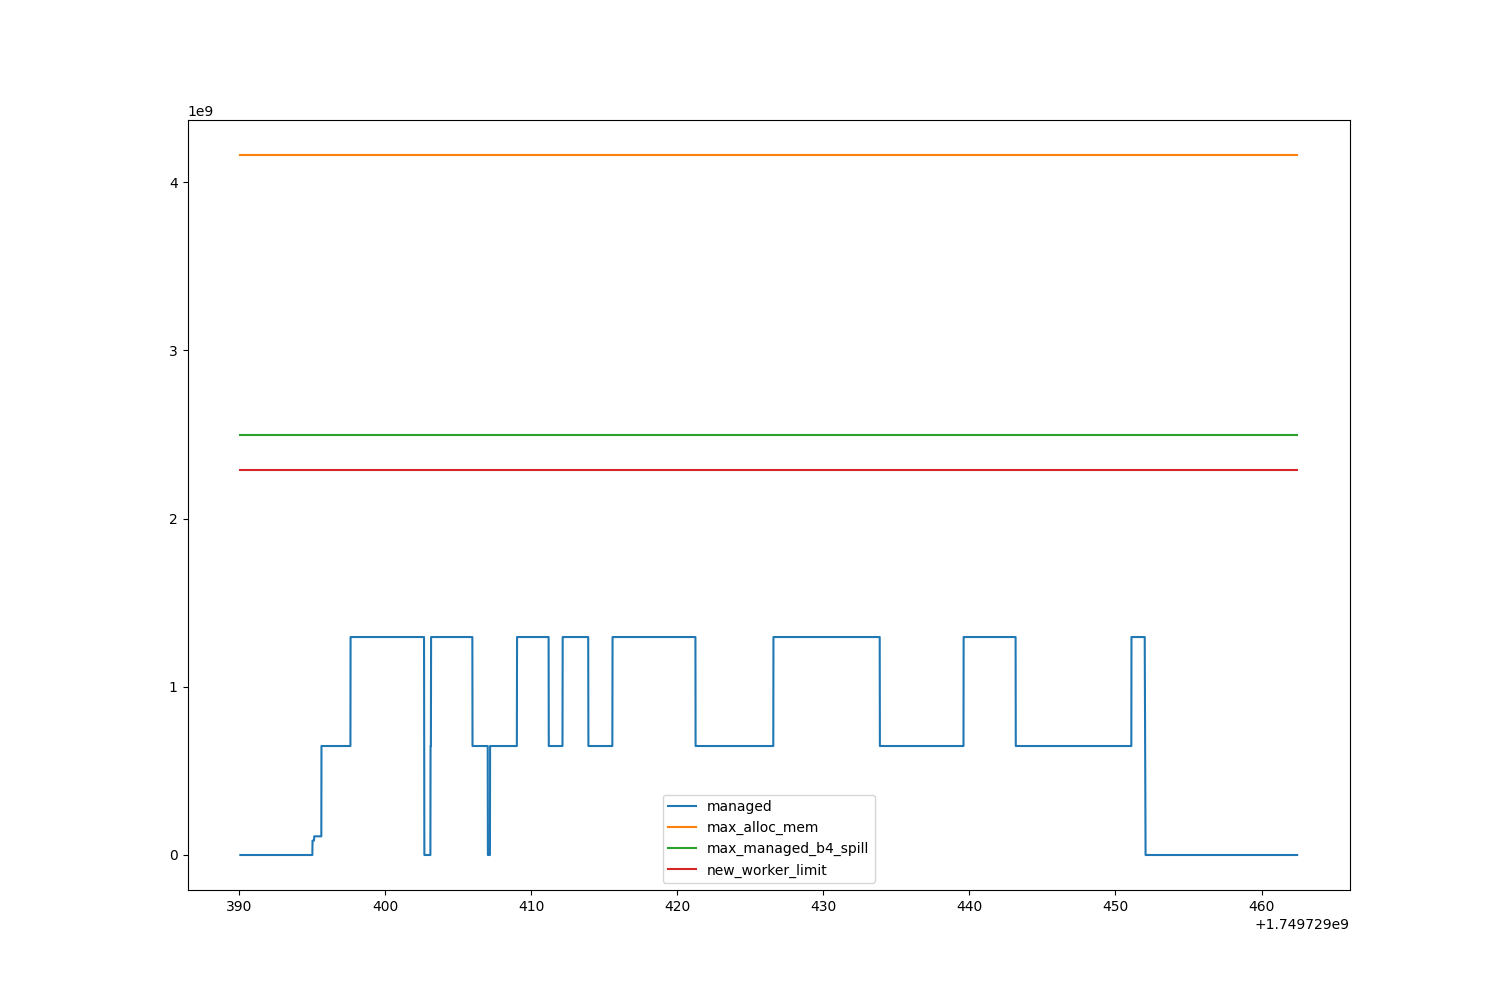 1e9
4
3
2
1
0
managed
max_alloc_mem
max_managed_b4_spill
new_worker_limit
390 400 410 420 430 440 450 460
+1.749729e9